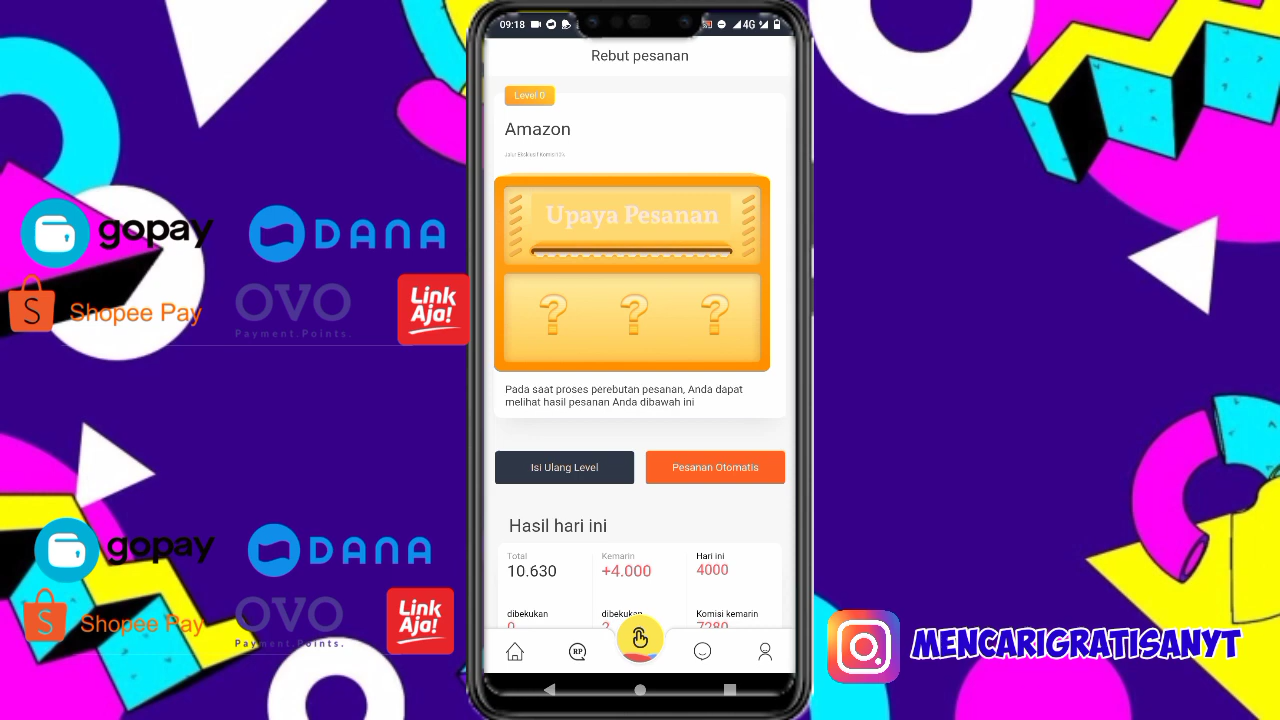 09:18
4G
Rebut pesanan
Level 0
Amazon
Upaya Pesanan
? ? ?
Pada saat proses perebutan pesanan, Anda dapat
melihat hasil pesanan Anda dibawah ini
Isi Ulang Level
Pesanan Otomatis
Hasil hari ini
Total
Kemarin
Hari ini
10.630
+4.000
4000
dibekukan
dibekukan
Komisi kemarin
0
2
7280
RP
gopay
DANA
S
Shopee Pay
OVO
Payment.Points.
Link
Aja!
gopay
DANA
S
Shopee Pay
OVO
Payment.Points.
Link
Aja!
MENCARIGRATISANYT